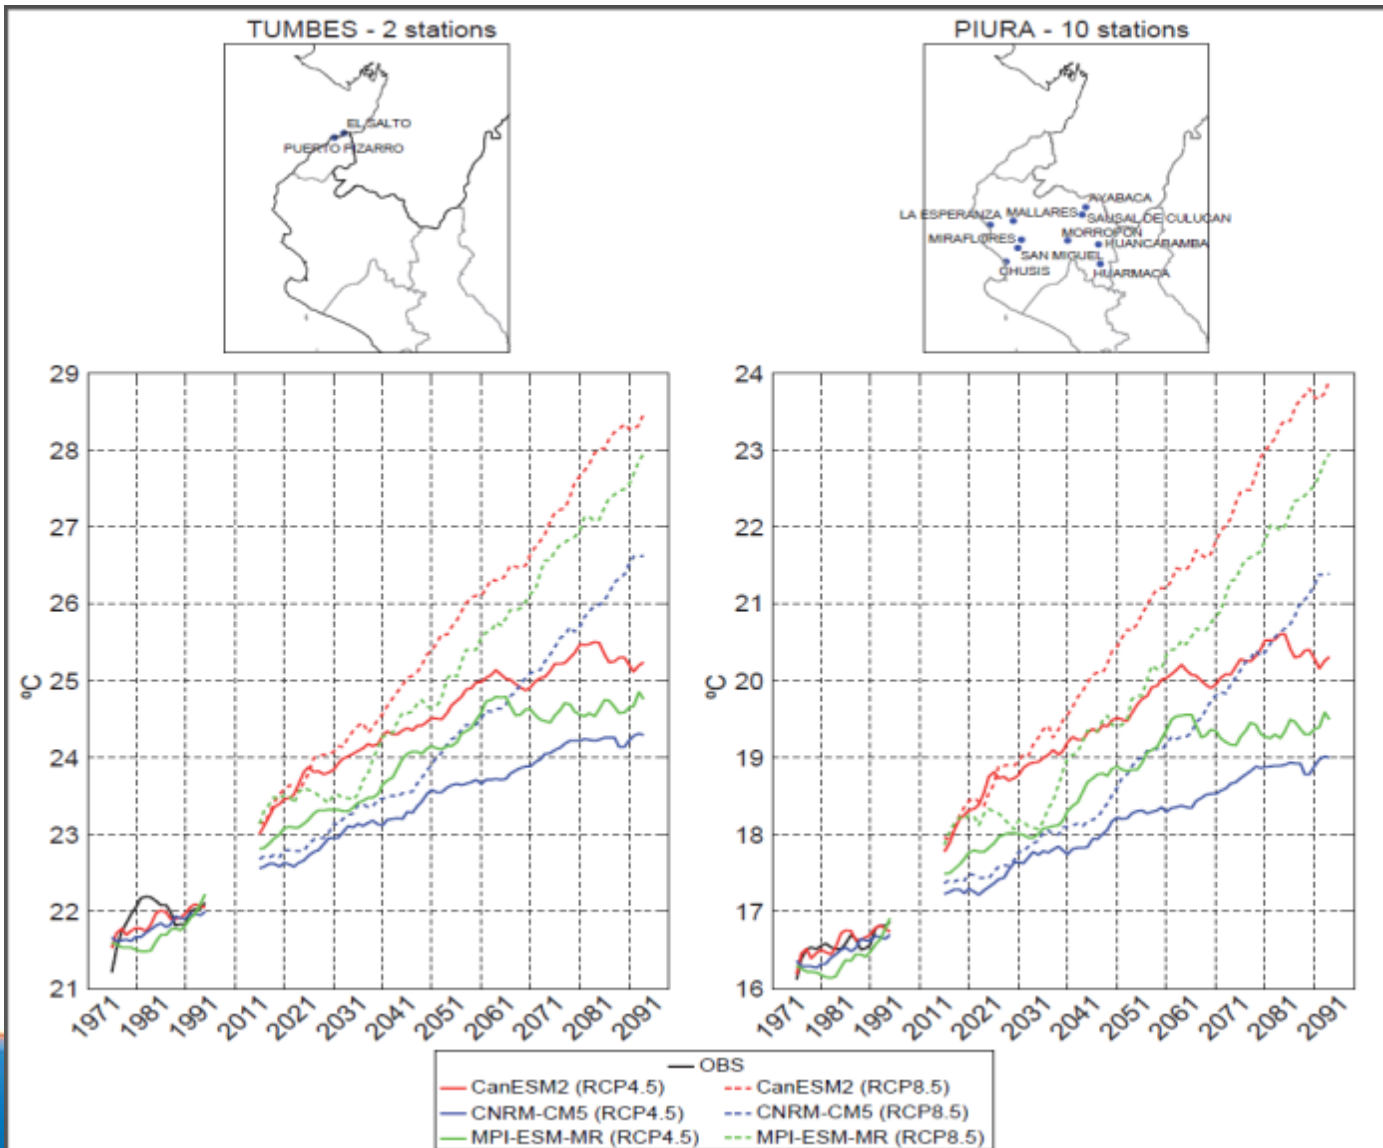 TUMBES - 2 stations
EL SALTO
PUERTO PIZARRO
PIURA - 10 stations
AYABACA
LA ESPERANZA
MALLARES
SAUSAL DE CULUCAN
MIRAFLORES
MORROPON
HUANCABAMBA
SAN MIGUEL
CHUSIS
HUARMACA
29
28
27
26
25
24
23
22
21
ºC
1971
1981
1991
2011
2021
2031
2041
2051
2061
2071
2081
2091
24
23
22
21
20
19
18
17
16
ºC
1971
1981
1991
2011
2021
2031
2041
2051
2061
2071
2081
2091
OBS
CanESM2 (RCP4.5)
CanESM2 (RCP8.5)
CNRM-CM5 (RCP4.5)
CNRM-CM5 (RCP8.5)
MPI-ESM-MR (RCP4.5)
MPI-ESM-MR (RCP8.5)